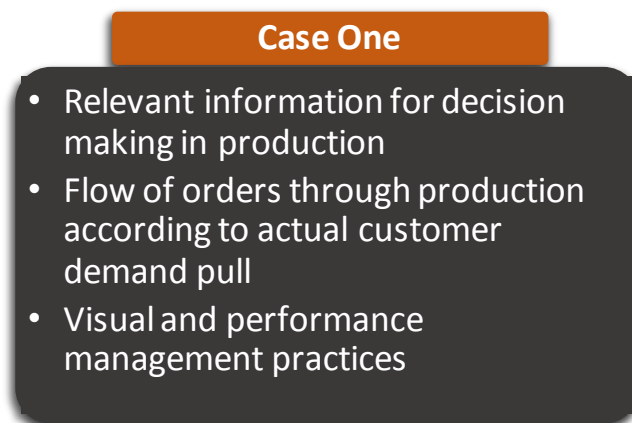 Case One
• Relevant information for decision
making in production
• Flow of orders through production
according to actual customer
demand pull
• Visual and performance
management practices